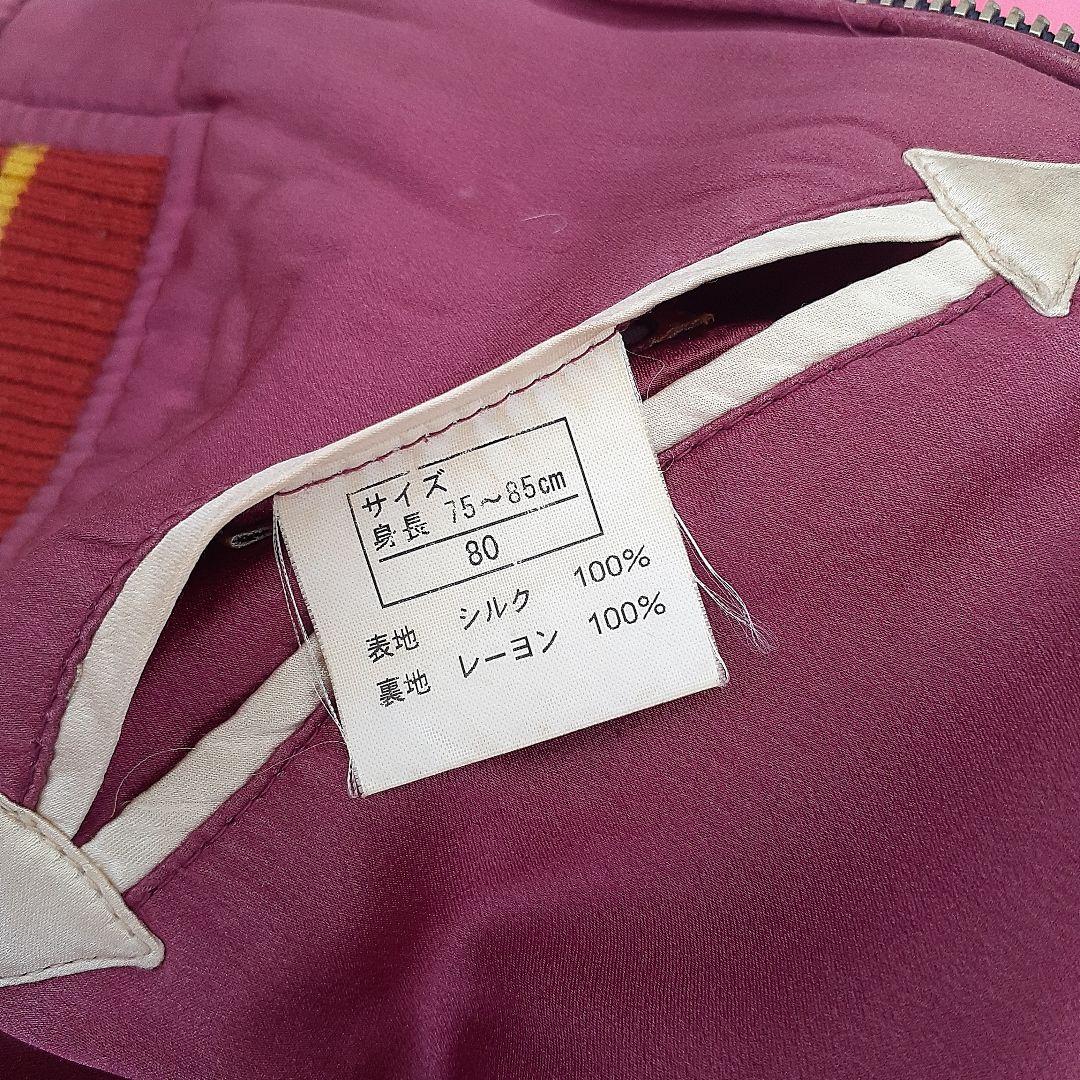 サイズ
身長 75〜85cm
80
表地 シルク 100%
裏地 レーヨン 100%